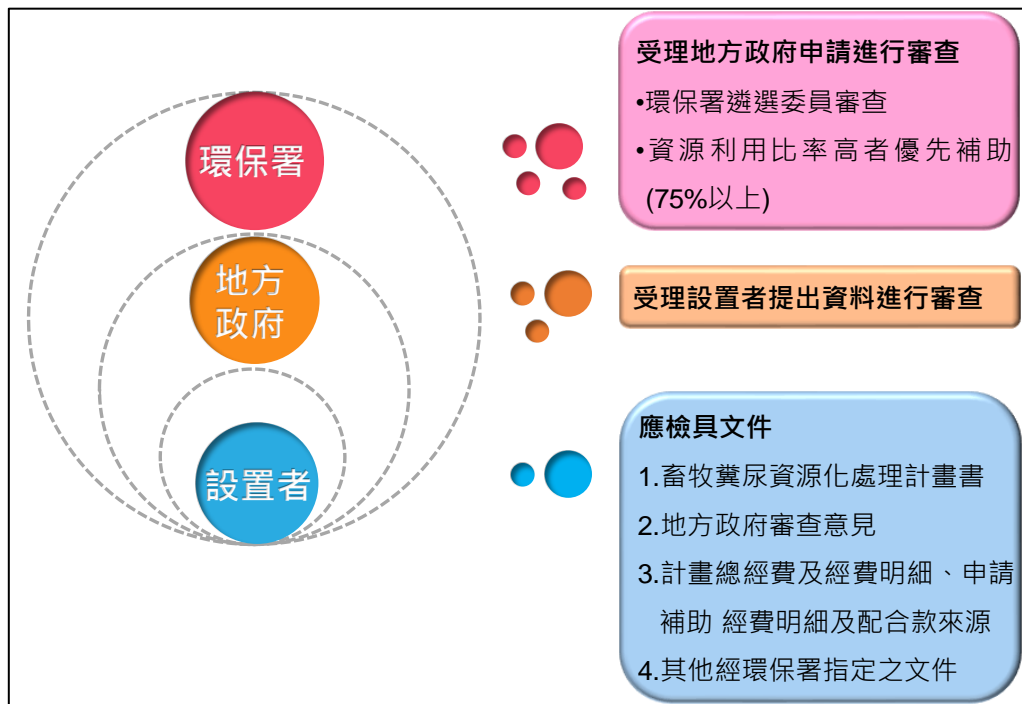 環保署
受理地方政府申請進行審查
•環保署遴選委員審查
•資源利用比率高者優先補助
(75%以上)
地方
政府
受理設置者提出資料進行審查
設置者
應檢具文件
1.畜牧糞尿資源化處理計畫書
2.地方政府審查意見
3.計畫總經費及經費明細、申請
補助 經費明細及配合款來源
4.其他經環保署指定之文件